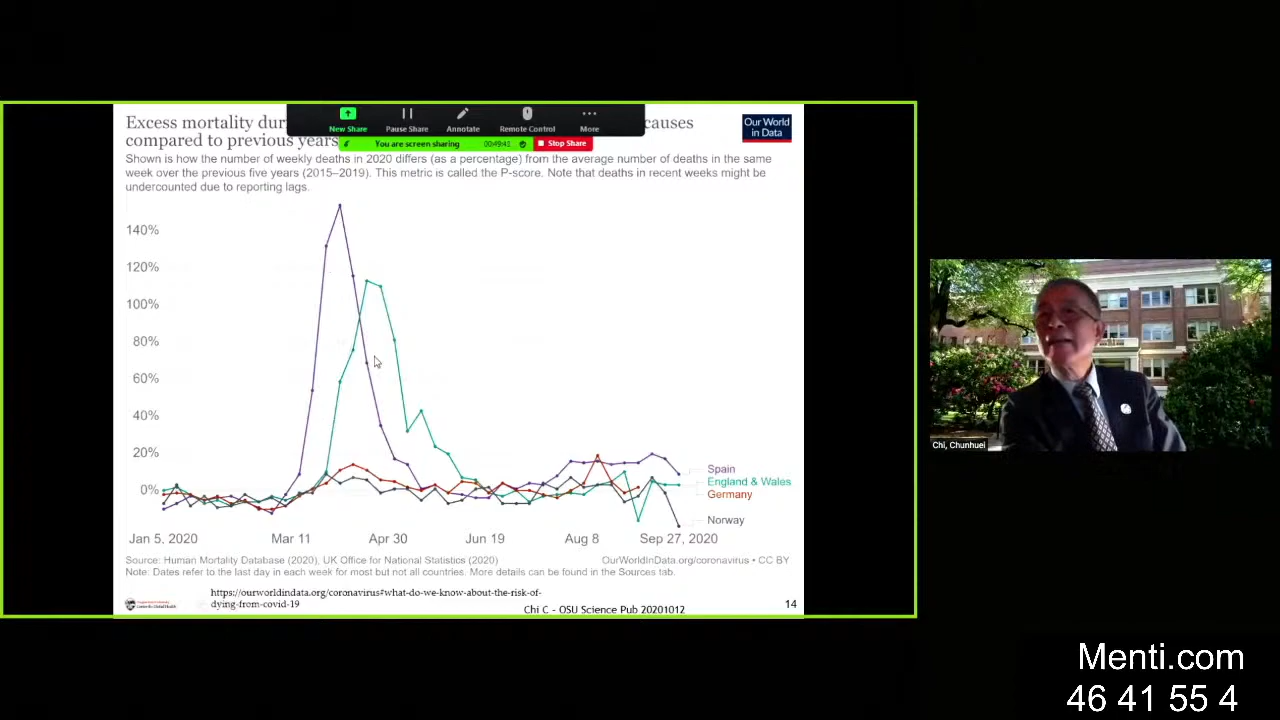 New Share
Pause Share
Annotate
Remote Control
More
You are screen sharing
00:49:41
Stop Share
Excess mortality duri
causes
compared to previous years
Our World
in Data
Shown is how the number of weekly deaths in 2020 differs (as a percentage) from the average number of deaths in the same
week over the previous five years (2015–2019). This metric is called the P-score. Note that deaths in recent weeks might be
undercounted due to reporting lags.
140%
120%
100%
80%
60%
40%
20%
0%
Spain
England & Wales
Germany
Norway
Jan 5, 2020
Mar 11
Apr 30
Jun 19
Aug 8
Sep 27, 2020
Source: Human Mortality Database (2020), UK Office for National Statistics (2020)
OurWorldInData.org/coronavirus • CC BY
Note: Dates refer to the last day in each week for most but not all countries. More details can be found in the Sources tab.
https://ourworldindata.org/coronavirus#what-do-we-know-about-the-risk-of-
dying-from-covid-19
Chi C - OSU Science Pub 20201012
14
Chi, Chunhuei
Menti.com
46 41 55 4